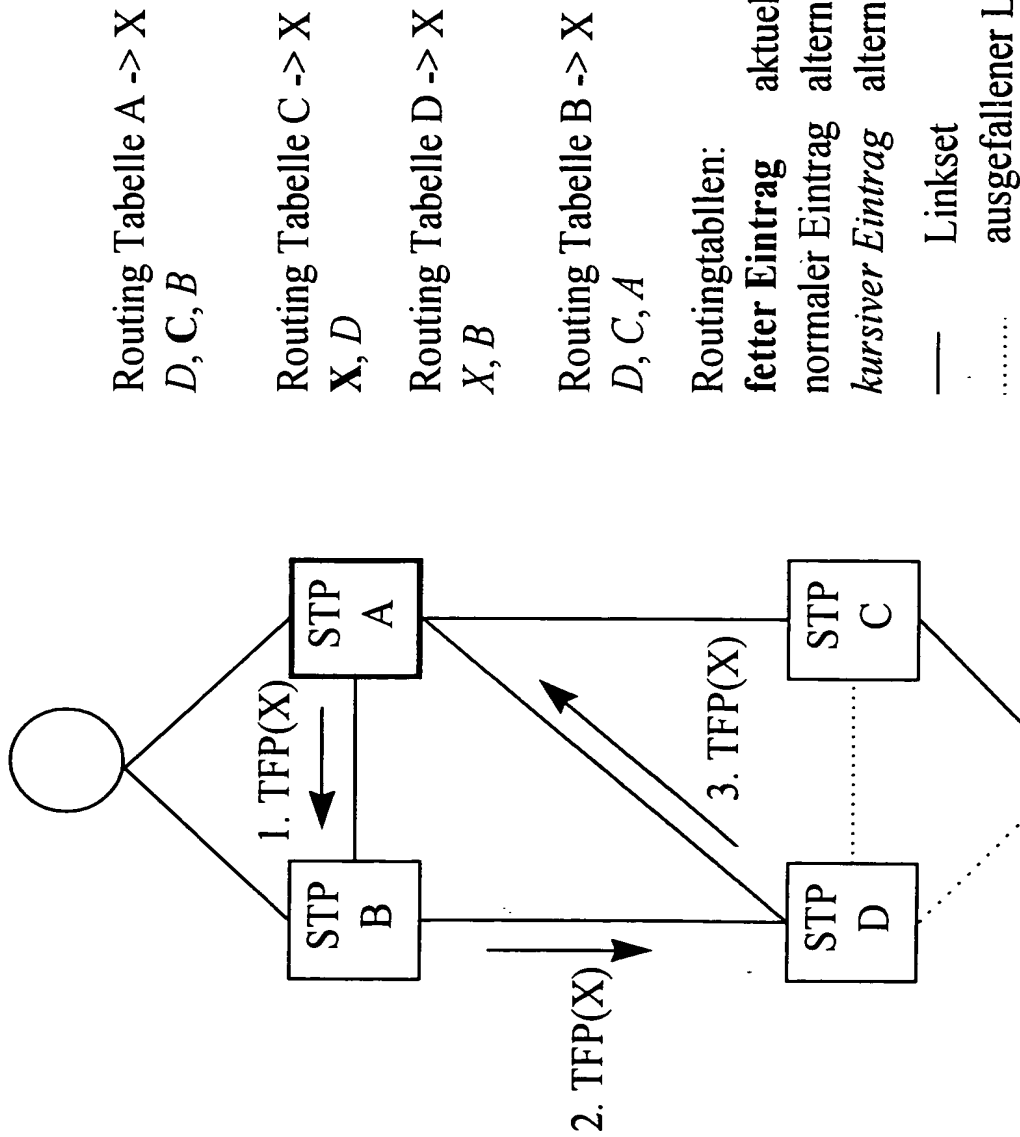 Routing Tabelle A -> X
D, C, B
Routing Tabelle C -> X
X, D
Routing Tabelle D -> X
X, B
Routing Tabelle B -> X
D, C, A
Routingtabllen:
fetter Eintrag
normaler Eintrag
kursiver Eintrag
Linkset
ausgefallener
1. TFP(X)
STP
B
STP
A
2. TFP(X)
3. TFP(X)
STP
D
STP
C